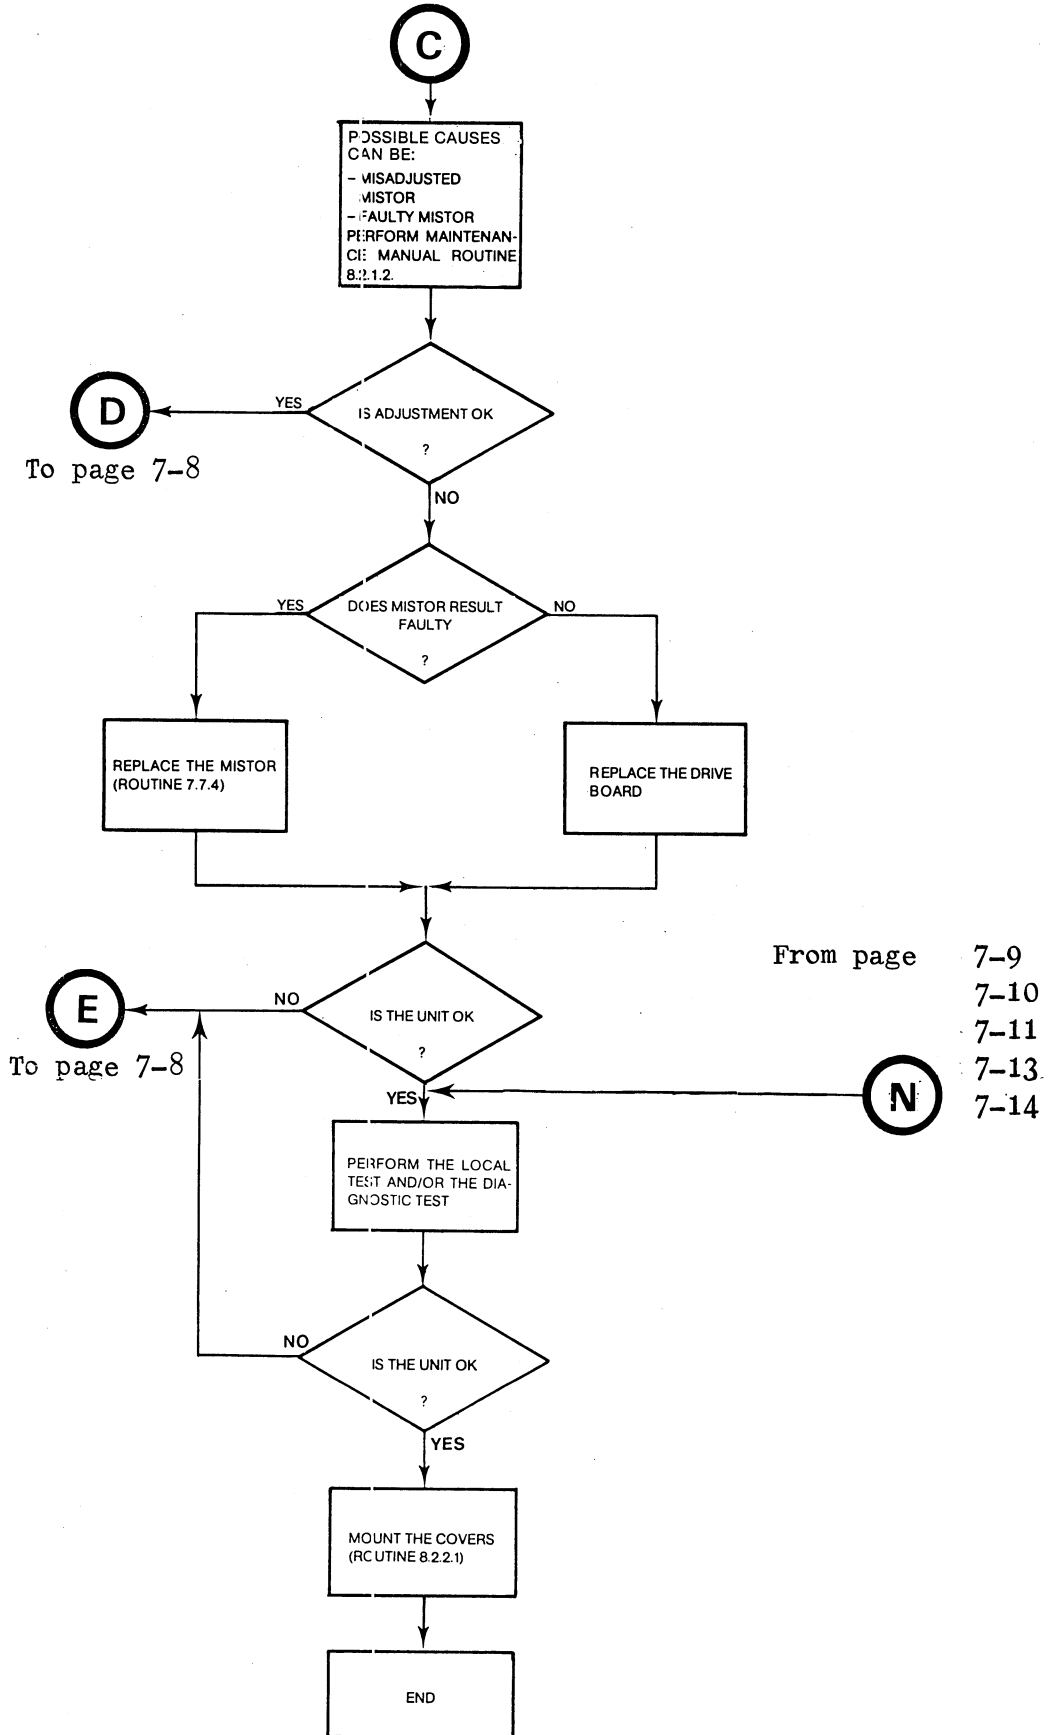 C
POSSIBLE CAUSES
CAN BE:
– MISADJUSTED
MISTOR
– FAULTY MISTOR
PERFORM MAINTENAN-
CE MANUAL ROUTINE
8.2.1.2.
IS ADJUSTMENT OK
?
YES
D
To page 7-8
NO
DOES MISTOR RESULT
FAULTY
?
YES
NO
REPLACE THE MISTOR
(ROUTINE 7.7.4)
REPLACE THE DRIVE
BOARD
IS THE UNIT OK
?
NO
E
To page 7-8
YES
From page 7-9
7-10
7-11
7-13
7-14
N
PERFORM THE LOCAL
TEST AND/OR THE DIA-
GNOSTIC TEST
IS THE UNIT OK
?
NO
YES
MOUNT THE COVERS
(ROUTINE 8.2.2.1)
END